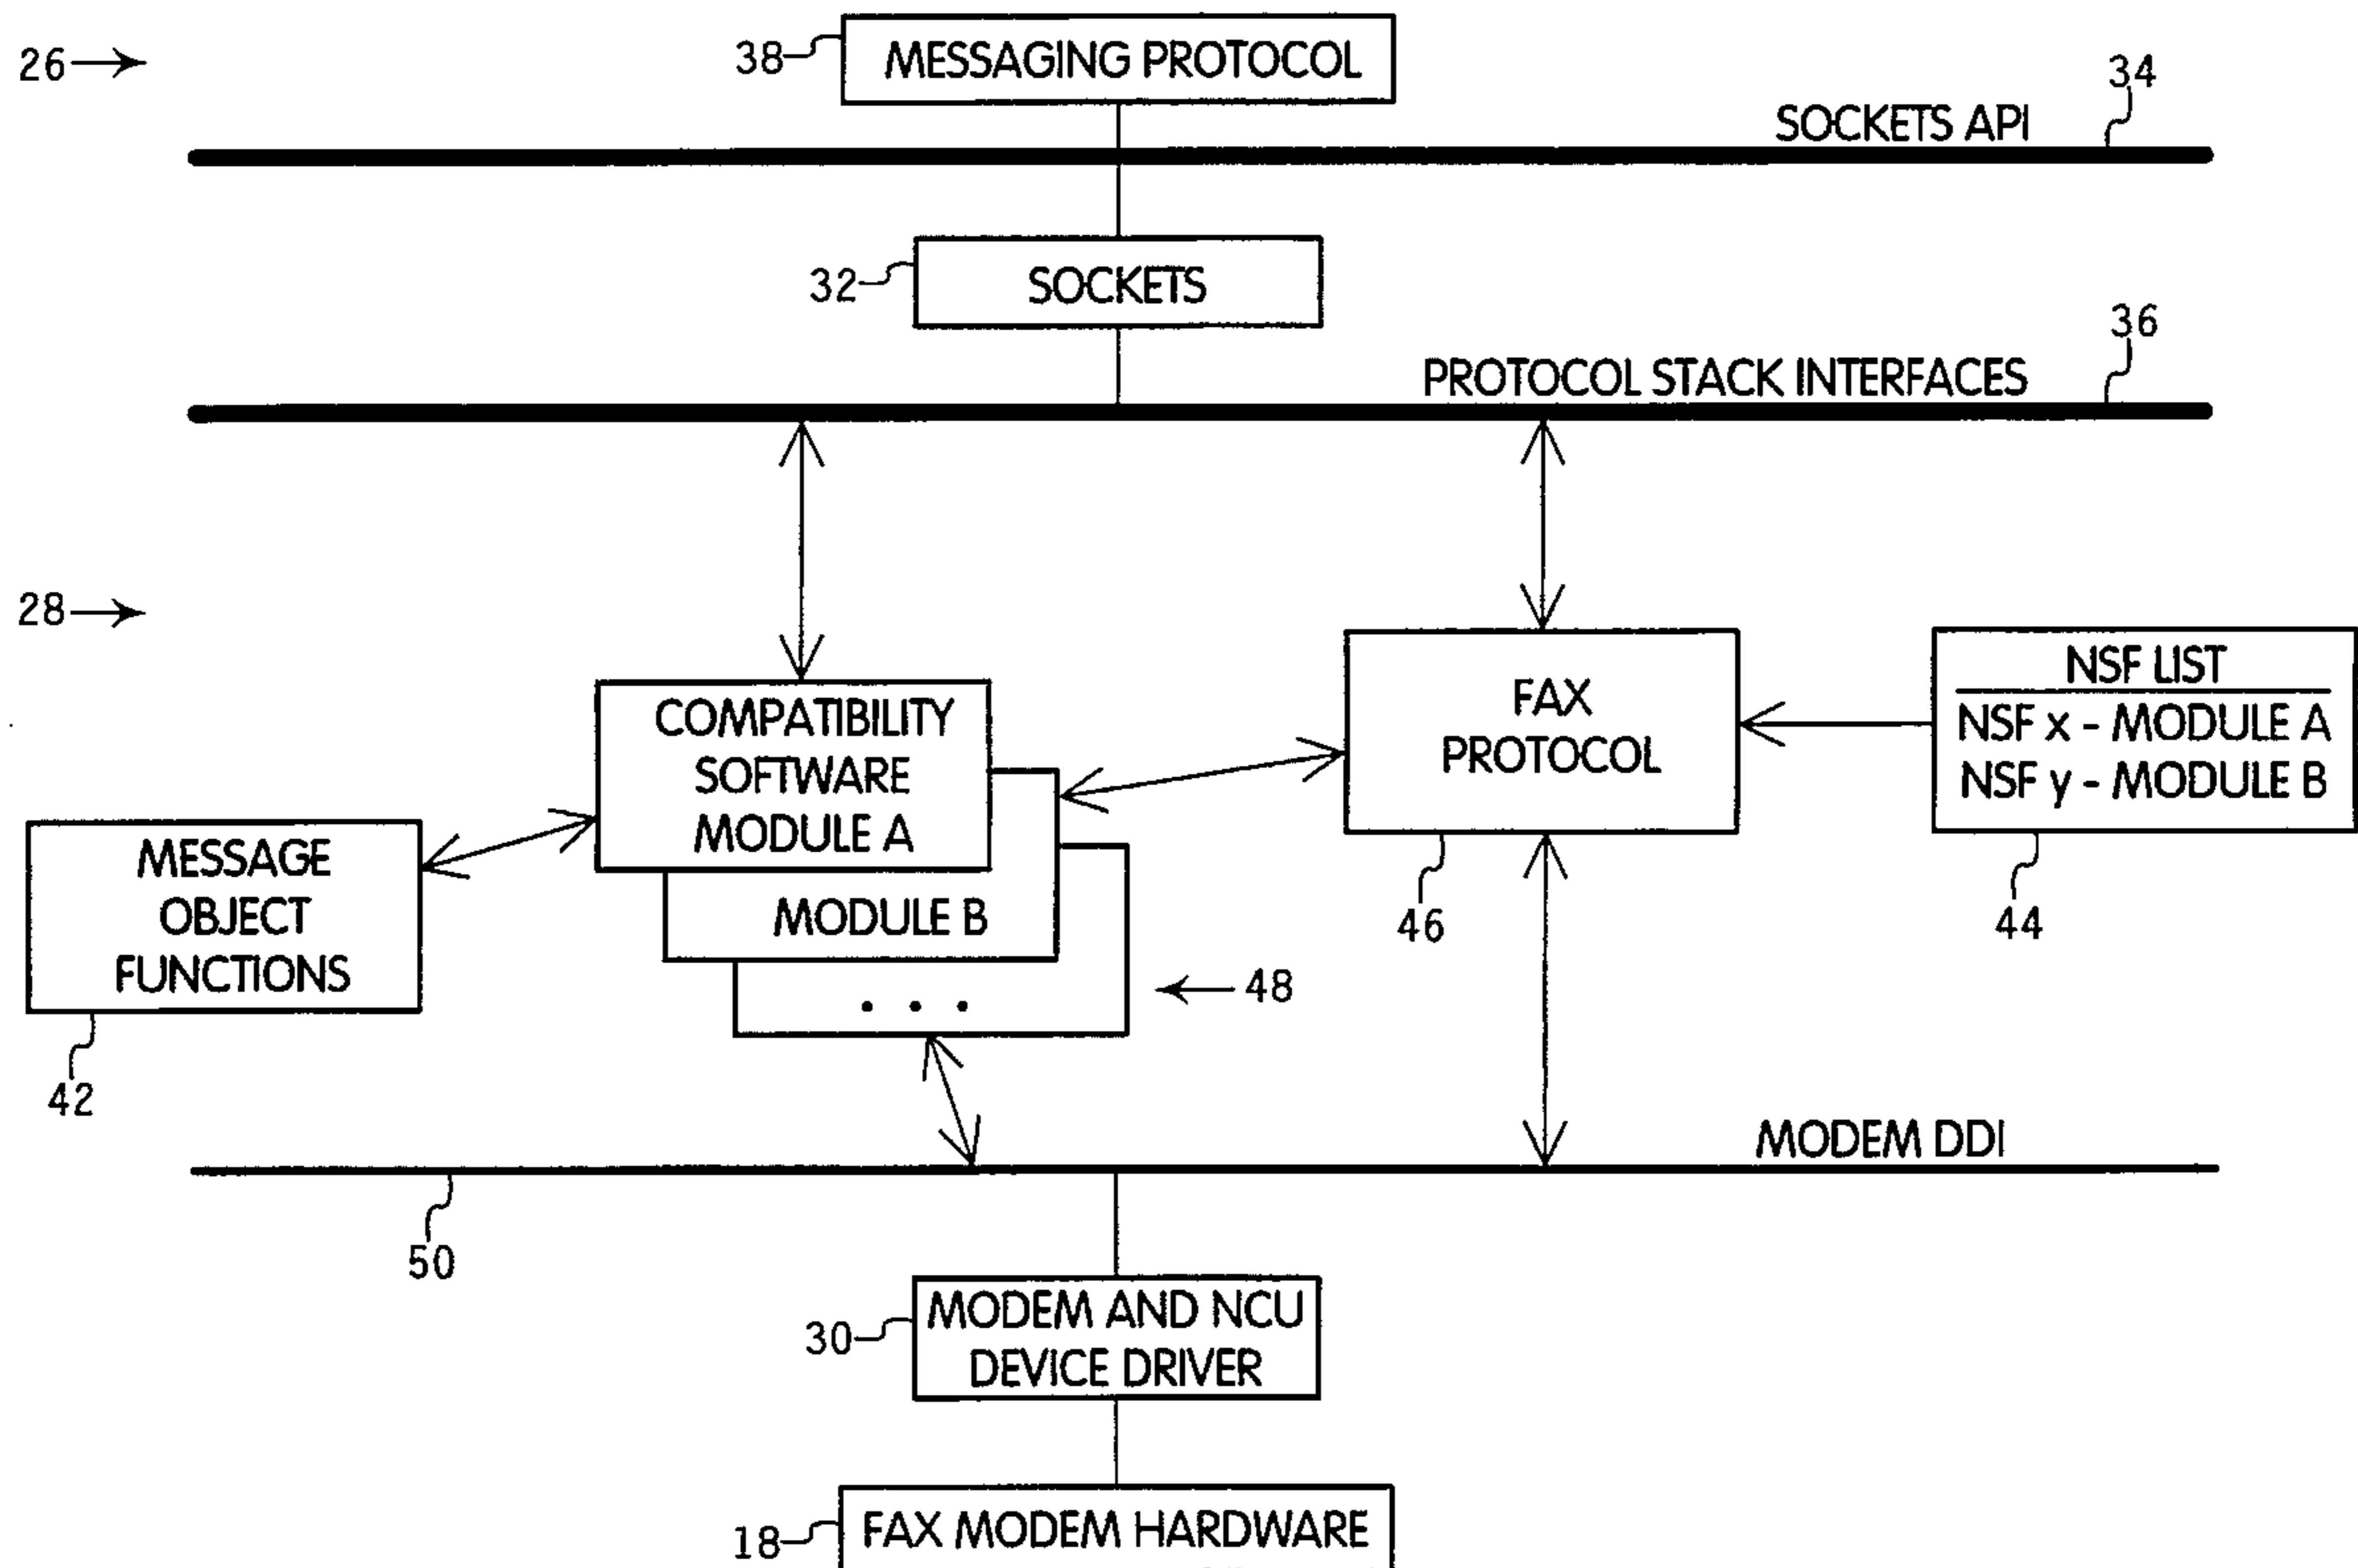 26
38
MESSAGING PROTOCOL
34
SOCKETS API
32
SOCKETS
36
PROTOCOL STACK INTERFACES
28
COMPATIBILITY
SOFTWARE
MODULE A
MODULE B
. . .
48
FAX
PROTOCOL
46
NSF LIST
NSF x - MODULE A
NSF y - MODULE B
44
MESSAGE
OBJECT
FUNCTIONS
42
MODEM DDI
50
30
MODEM AND NCU
DEVICE DRIVER
18
FAX MODEM HARDWARE